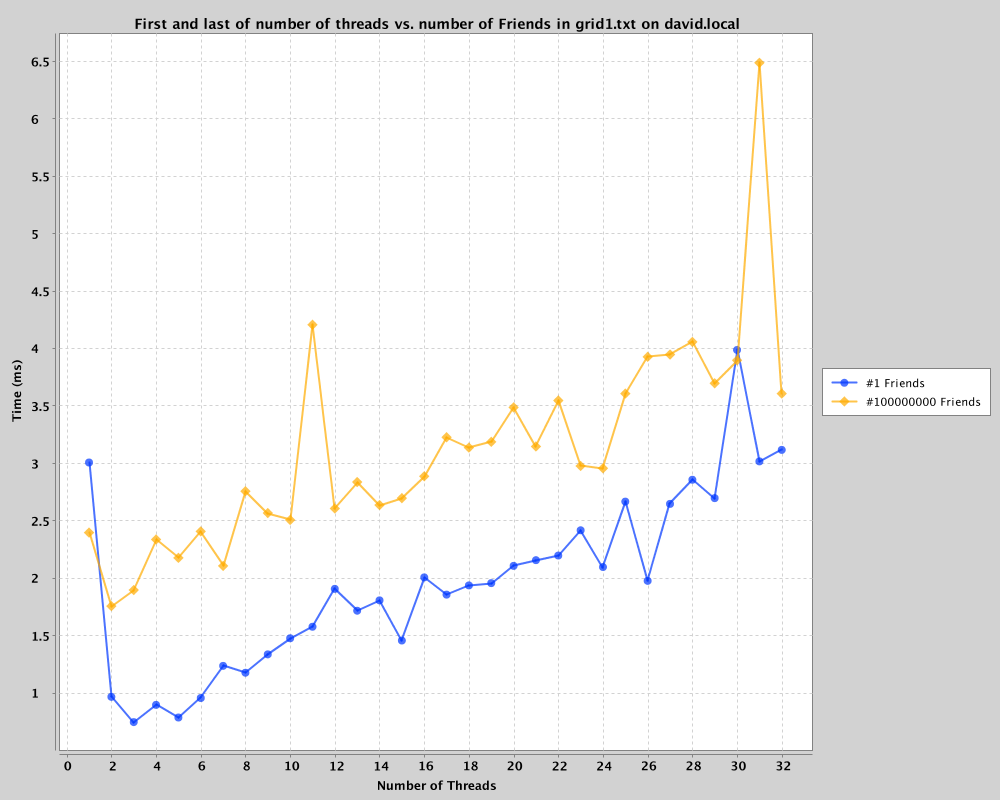 First and last of number of threads vs. number of Friends in grid1.txt on david.local
6.5
6
5.5
5
4.5
4
3.5
3
2.5
2
1.5
1
Time (ms)
0 2 4 6 8 10 12 14 16 18 20 22 24 26 28 30 32
Number of Threads
#1 Friends
#100000000 Friends